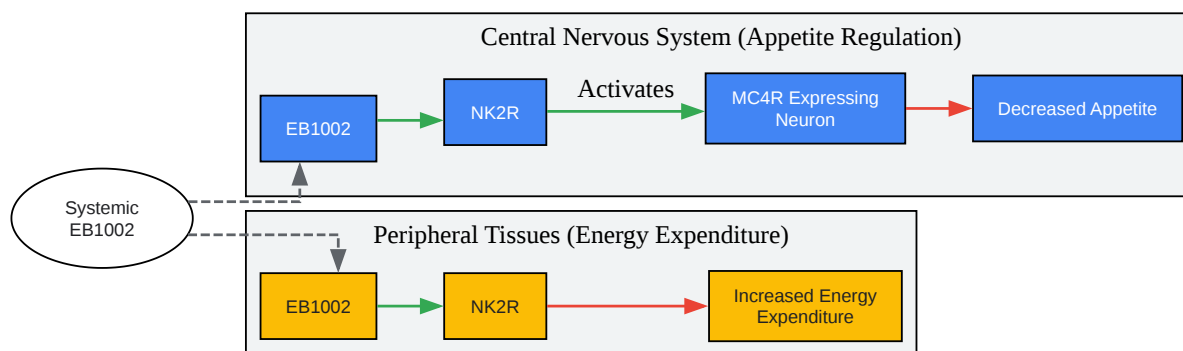 Central Nervous System (Appetite Regulation)
EB1002
NK2R
Activates
MC4R Expressing
Neuron
Decreased Appetite
Systemic
EB1002
Peripheral Tissues (Energy Expenditure)
EB1002
NK2R
Increased Energy
Expenditure